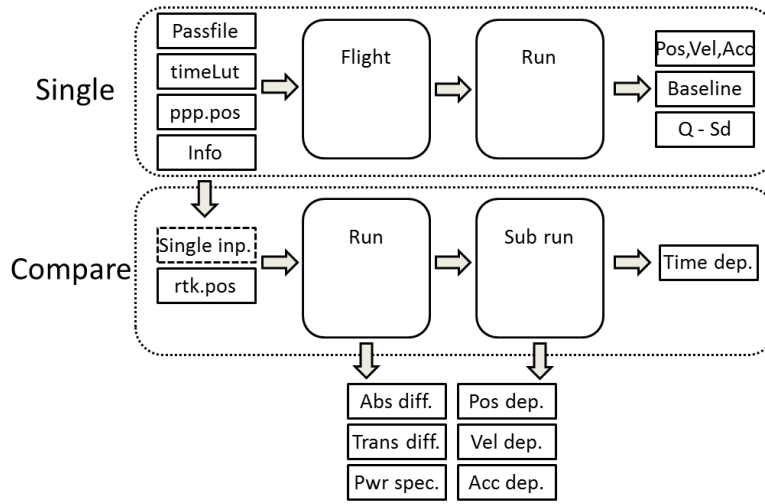 Single
Passfile
timeLut
ppp.pos
Info
Flight
Run
Pos,Vel,Acc
Baseline
Q - Sd
Compare
Single inp.
rtk.pos
Run
Sub run
Time dep.
Abs diff.
Trans diff.
Pwr spec.
Pos dep.
Vel dep.
Acc dep.